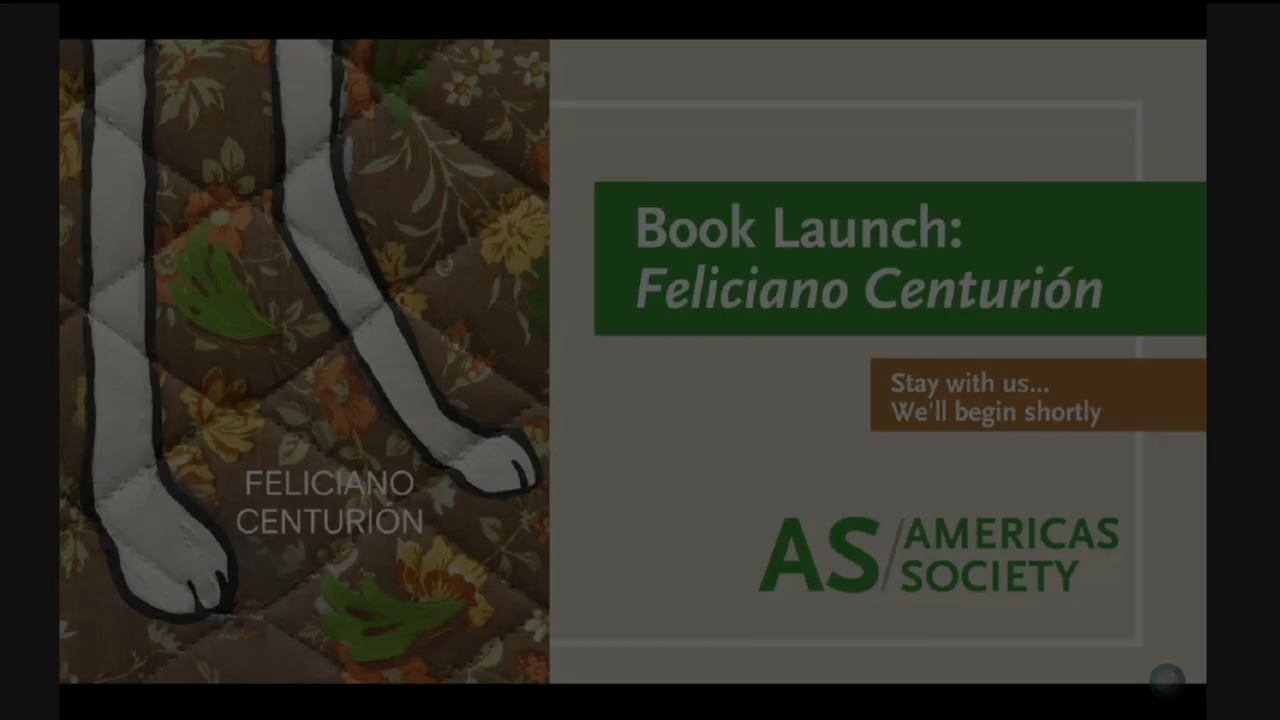 FELICIANO
CENTURIÓN
Book Launch:
Feliciano Centurión
Stay with us...
We'll begin shortly
AS/AMERICAS
SOCIETY